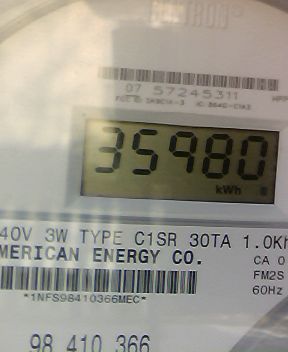 CENTRON®
07 57245311
35980
kWh
40V 3W TYPE C1SR 30TA 1.0Kh
MERICAN ENERGY CO.
CA 0
FM2S
*1NFS98410366MEC*
60Hz
98 410 366